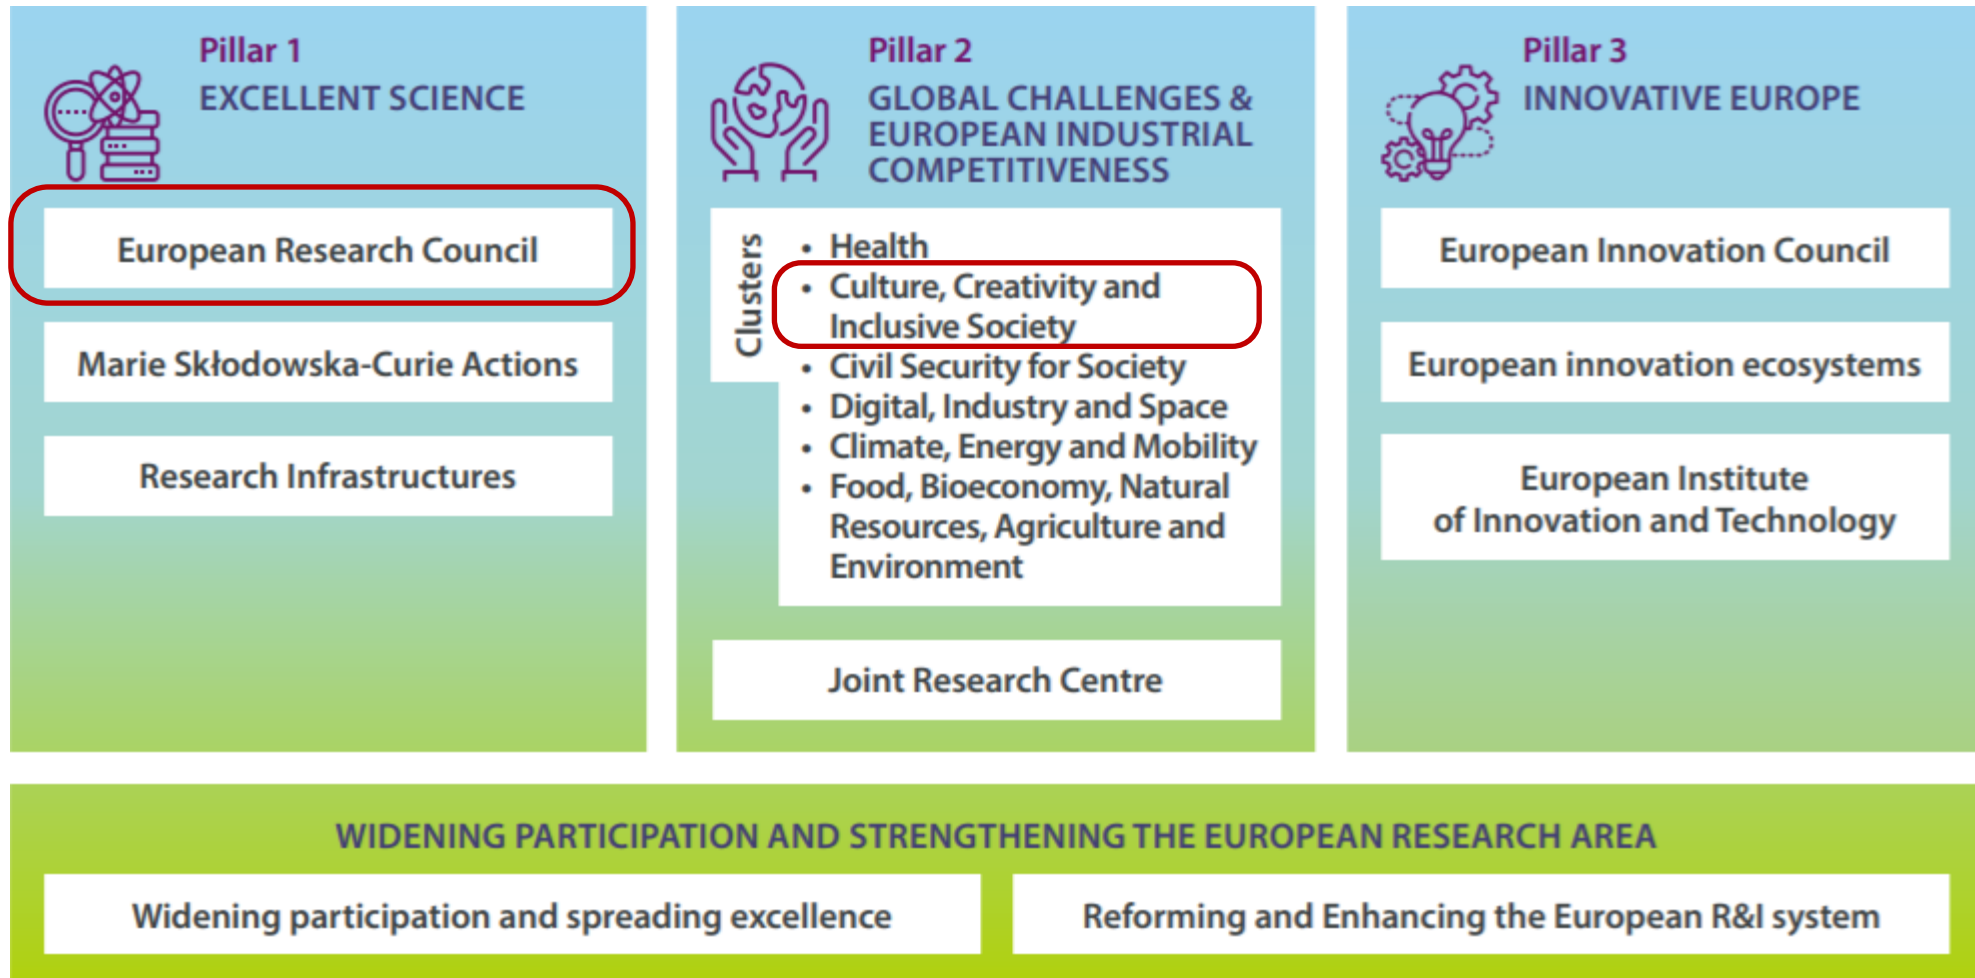 Pillar 1
EXCELLENT SCIENCE
European Research Council
Marie Skłodowska-Curie Actions
Research Infrastructures
Pillar 2
GLOBAL CHALLENGES &
EUROPEAN INDUSTRIAL
COMPETITIVENESS
Clusters
• Health
• Culture, Creativity and
Inclusive Society
• Civil Security for Society
• Digital, Industry and Space
• Climate, Energy and Mobility
• Food, Bioeconomy, Natural
Resources, Agriculture and
Environment
Joint Research Centre
Pillar 3
INNOVATIVE EUROPE
European Innovation Council
European innovation ecosystems
European Institute
of Innovation and Technology
WIDENING PARTICIPATION AND STRENGTHENING THE EUROPEAN RESEARCH AREA
Widening participation and spreading excellence
Reforming and Enhancing the European R&I system